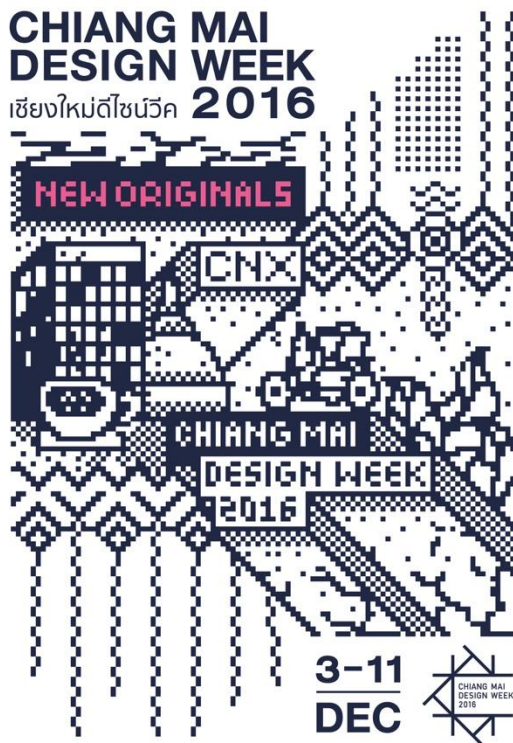 CHIANG MAI
DESIGN WEEK
เชียงใหม่ดีไซน์วีค 2016
NEW ORIGINALS
CNX
CHIANG MAI
DESIGN WEEK
2016
3–11
DEC
CHIANG MAI
DESIGN WEEK
2016